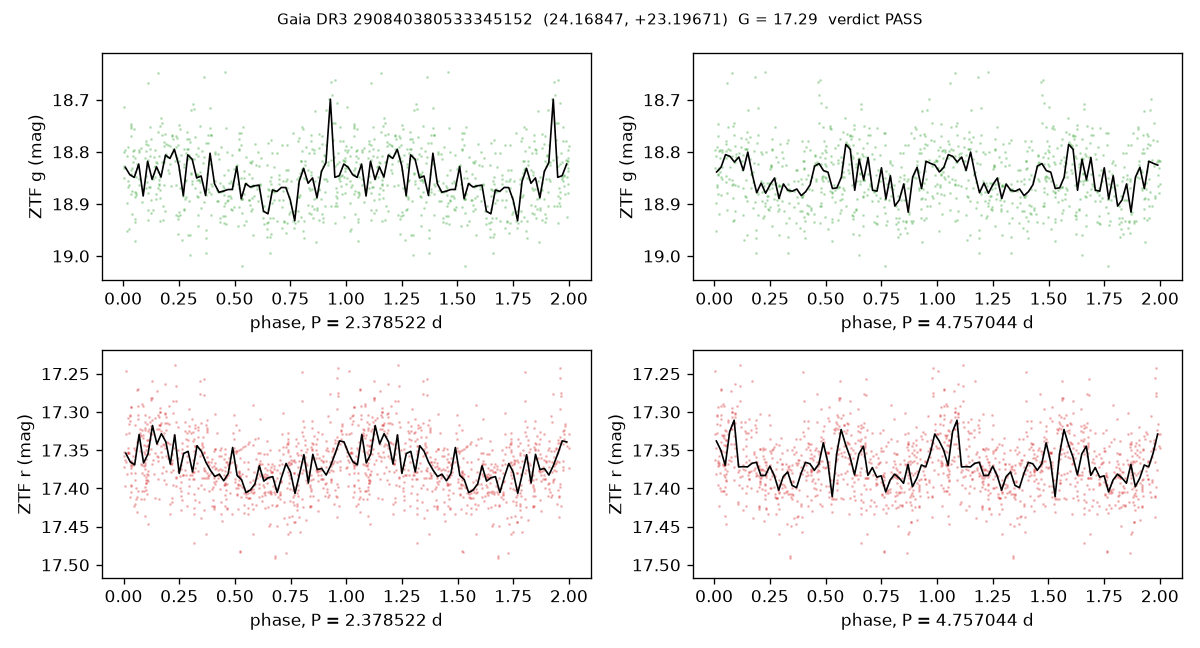 Gaia DR3 290840380533345152  (24.16847, +23.19671)  G = 17.29  verdict PASS
ZTF g (mag)
18.7
18.8
18.9
19.0
0.00 0.25 0.50 0.75 1.00 1.25 1.50 1.75 2.00
phase, P = 2.378522 d
ZTF g (mag)
18.7
18.8
18.9
19.0
0.00 0.25 0.50 0.75 1.00 1.25 1.50 1.75 2.00
phase, P = 4.757044 d
ZTF r (mag)
17.25
17.30
17.35
17.40
17.45
17.50
0.00 0.25 0.50 0.75 1.00 1.25 1.50 1.75 2.00
phase, P = 2.378522 d
ZTF r (mag)
17.25
17.30
17.35
17.40
17.45
17.50
0.00 0.25 0.50 0.75 1.00 1.25 1.50 1.75 2.00
phase, P = 4.757044 d